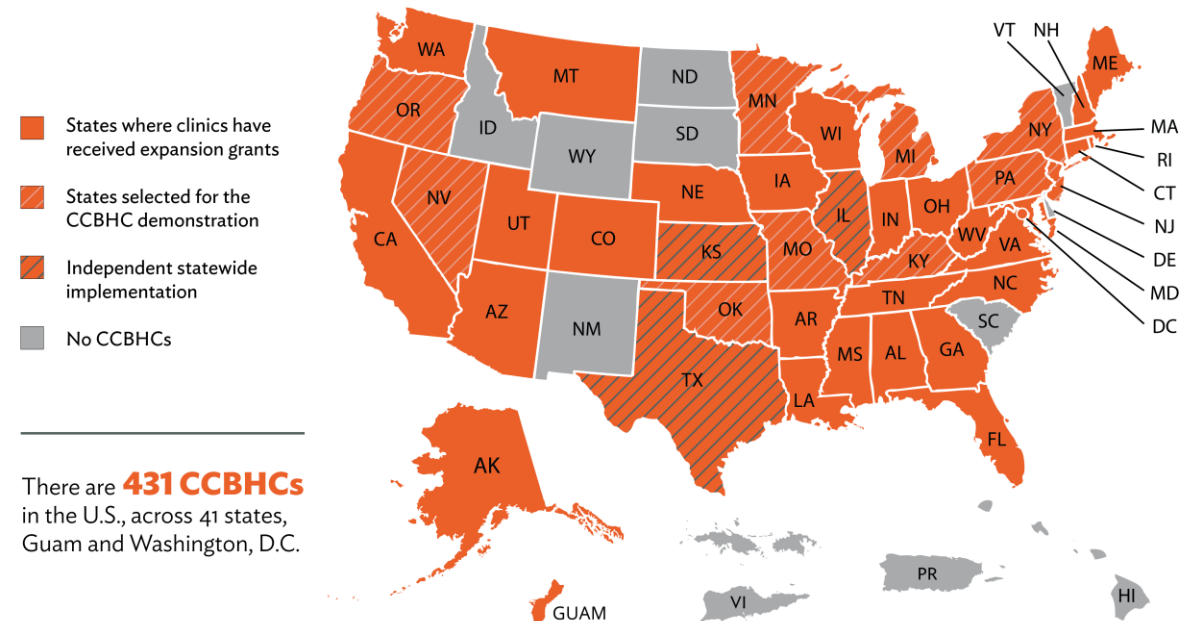 States where clinics have
received expansion grants
States selected for the
CCBHC demonstration
Independent statewide
implementation
No CCBHCs
There are 431 CCBHCs
in the U.S., across 41 states,
Guam and Washington, D.C.
WA
MT
ND
MN
OR
ID
SD
WI
MI
WY
NY
VT
NH
ME
MA
RI
CT
NJ
DE
MD
DC
NV
UT
CO
NE
IA
IL
IN
OH
PA
CA
KS
MO
KY
WV
VA
AZ
NM
OK
AR
TN
NC
SC
TX
LA
MS
AL
GA
FL
AK
GUAM
VI
PR
HI